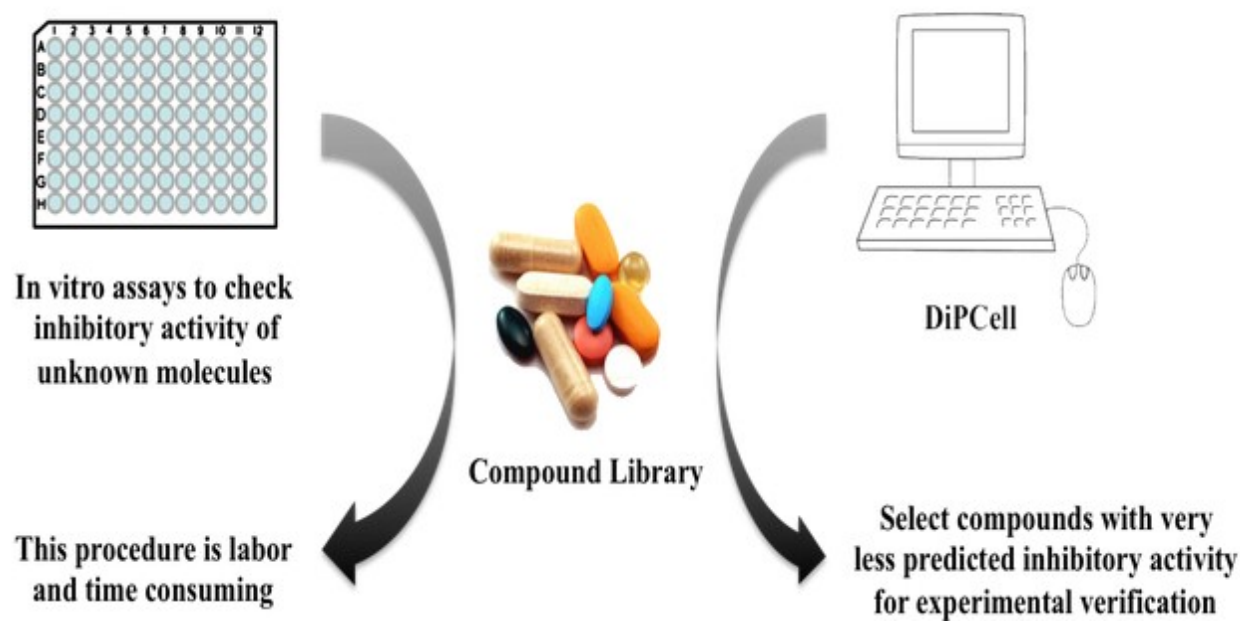 1 2 3 4 5 6 7 8 9 10 11 12
A
B
C
D
E
F
G
H
In vitro assays to check
inhibitory activity of
unknown molecules
This procedure is labor
and time consuming
Compound Library
DiPCell
Select compounds with very
less predicted inhibitory activity
for experimental verification